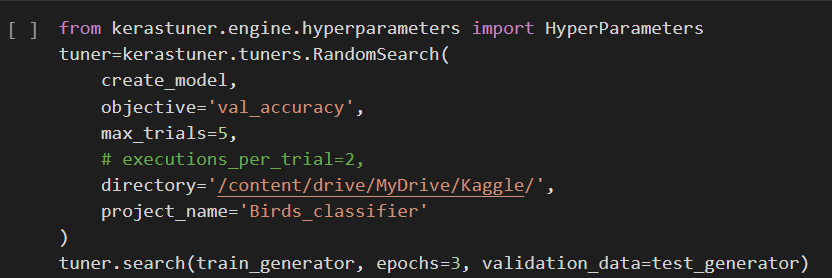 [ ] from kerastuner.engine.hyperparameters import HyperParameters
tuner=kerastuner.tuners.RandomSearch(
    create_model,
    objective='val_accuracy',
    max_trials=5,
    # executions_per_trial=2,
    directory='/content/drive/MyDrive/Kaggle/',
    project_name='Birds_classifier'
)
tuner.search(train_generator, epochs=3, validation_data=test_generator)